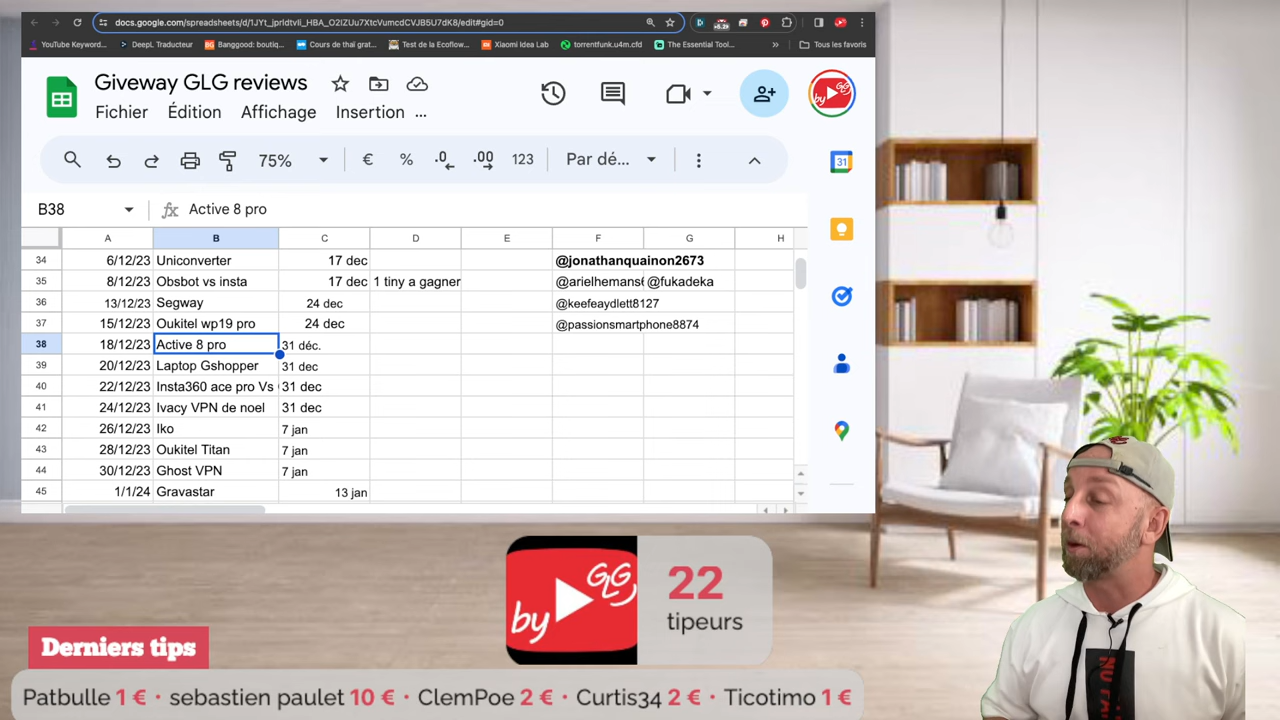 docs.google.com/spreadsheets/d/1JYt_jprldtvli_HBA_O2IZUu7XtcVumcdCVJB5U7dK8/edit#gid=0
YouTube Keyword... DeepL Traducteur Banggood: boutiq... Cours de thaï grat... Test de la Ecoflow... Xiaomi Idea Lab torrentfunk.u4m.cfd The Essential Tool... » Tous les favoris
Giveway GLG reviews
Fichier Édition Affichage Insertion ...
75% € % .0 .00 123 Par dé...
31
B38 fx Active 8 pro
A B C D E F G H
34 6/12/23 Uniconverter 17 dec @jonathanquainon2673
35 8/12/23 Obsbot vs insta 17 dec 1 tiny a gagner @fukadeka
36 13/12/23 Segway 24 dec @keefeaydlett8127
37 15/12/23 Oukitel wp19 pro 24 dec @passionsmartphone8874
38 18/12/23 Active 8 pro 31 déc.
39 20/12/23 Laptop Gshopper 31 dec
40 22/12/23 Insta360 ace pro Vs 31 dec
41 24/12/23 Ivacy VPN de noel 31 dec
42 26/12/23 Iko 7 jan
43 28/12/23 Oukitel Titan 7 jan
44 30/12/23 Ghost VPN 7 jan
45 1/1/24 Gravastar 13 jan
by GLG
22
tipeurs
Derniers tips
Patbulle 1 € · sebastien paulet 10 € · ClemPoe 2 € · Curtis34 2 € · Ticotimo 1 €